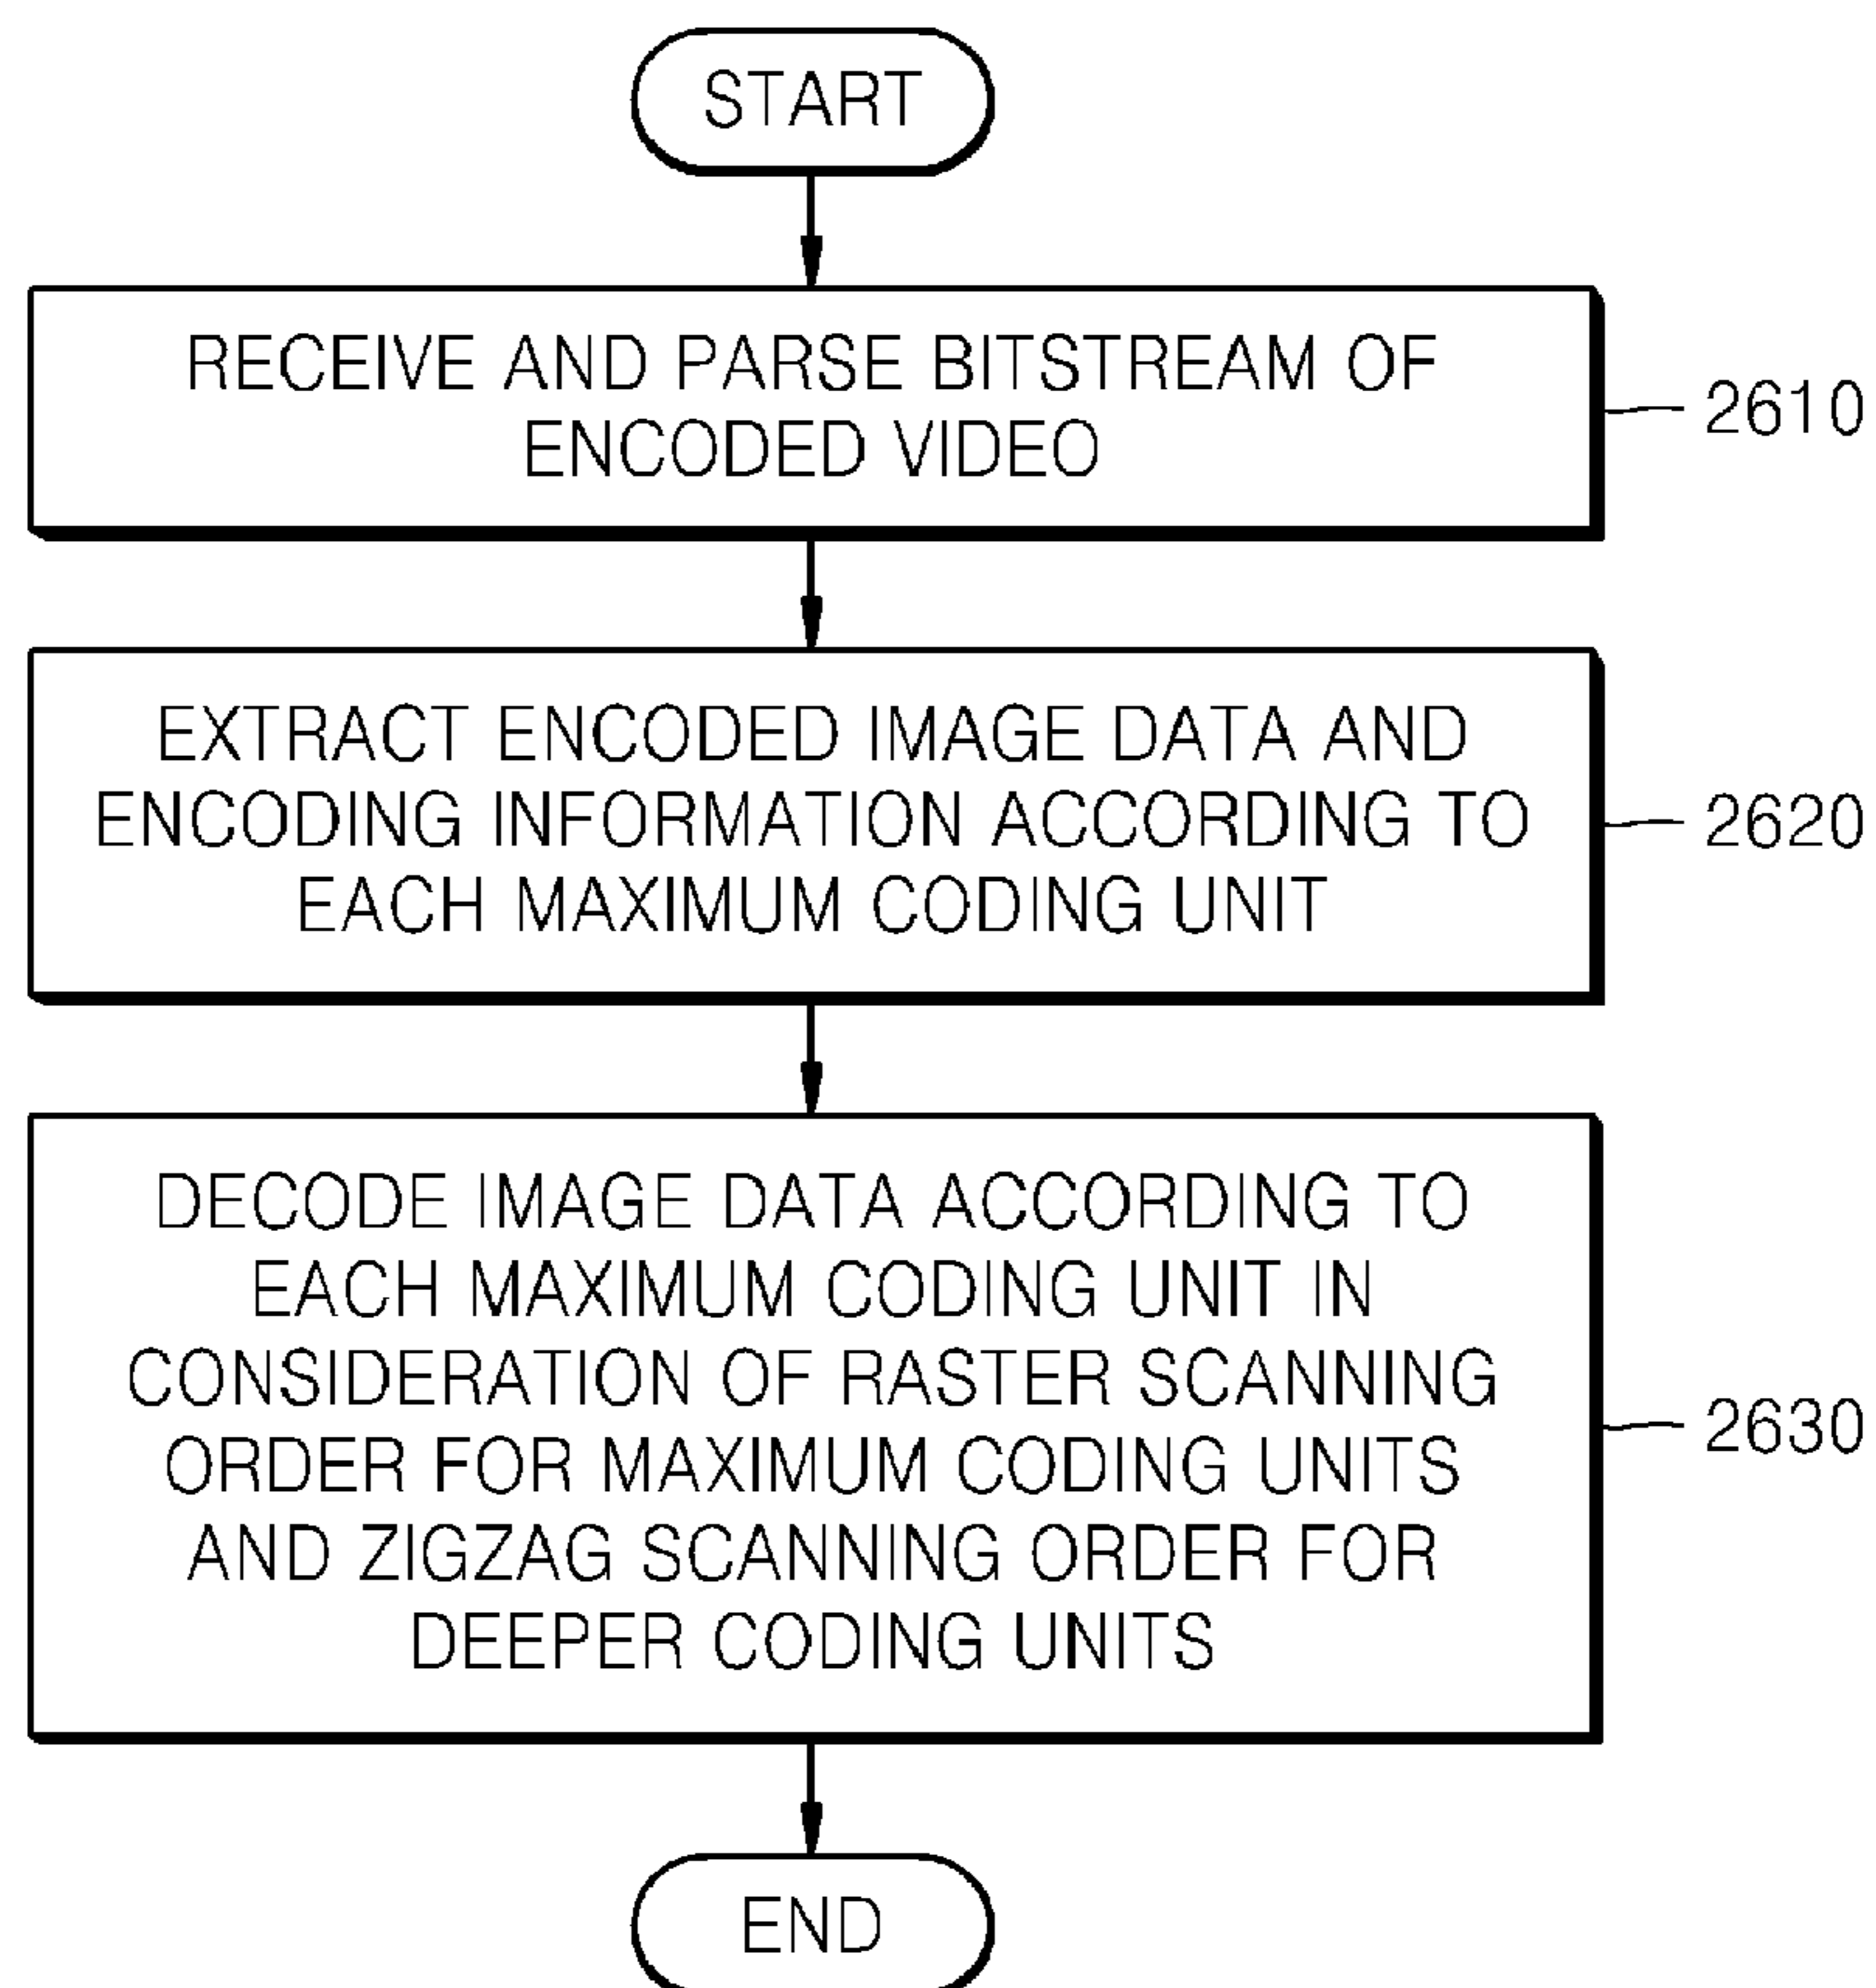 START
RECEIVE AND PARSE BITSTREAM OF
ENCODED VIDEO
2610
EXTRACT ENCODED IMAGE DATA AND
ENCODING INFORMATION ACCORDING TO
EACH MAXIMUM CODING UNIT
2620
DECODE IMAGE DATA ACCORDING TO
EACH MAXIMUM CODING UNIT IN
CONSIDERATION OF RASTER SCANNING
ORDER FOR MAXIMUM CODING UNITS
AND ZIGZAG SCANNING ORDER FOR
DEEPER CODING UNITS
2630
END